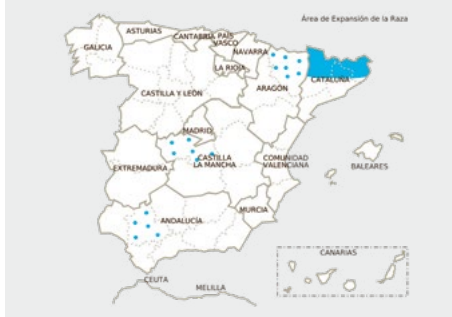 Área de Expansión de la Raza
ASTURIAS
CANTABRIA
PAÍS
VASCO
GALICIA
NAVARRA
LA RIOJA
CATALUÑA
ARAGÓN
CASTILLA Y LEÓN
MADRID
CASTILLA
LA MANCHA
EXTREMADURA
COMUNIDAD
VALENCIANA
BALEARES
MURCIA
ANDALUCÍA
CANARIAS
CEUTA
MELILLA